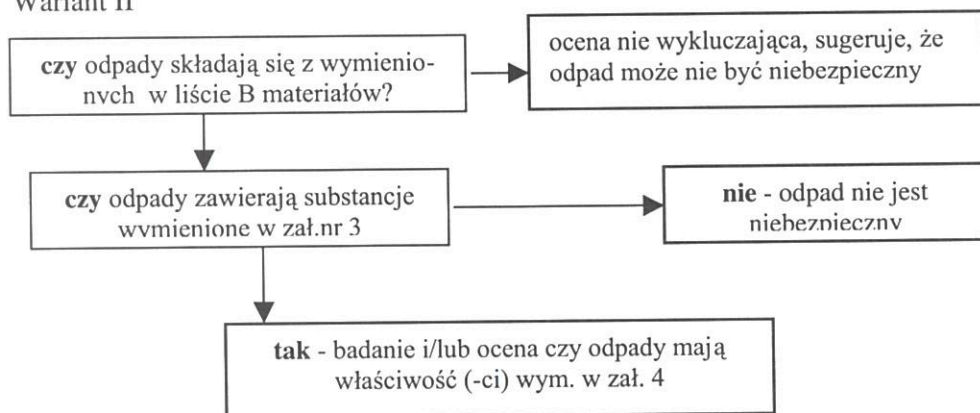 Wariant II
czy odpady składają się z wymienio-
nych w liście B materiałów?
ocena nie wykluczająca, sugeruje, że
odpad może nie być niebezpieczny
czy odpady zawierają substancje
wymienione w zał.nr 3
nie - odpad nie jest
niebezpieczny
tak - badanie i/lub ocena czy odpady mają
właściwość (-ci) wym. w zał. 4